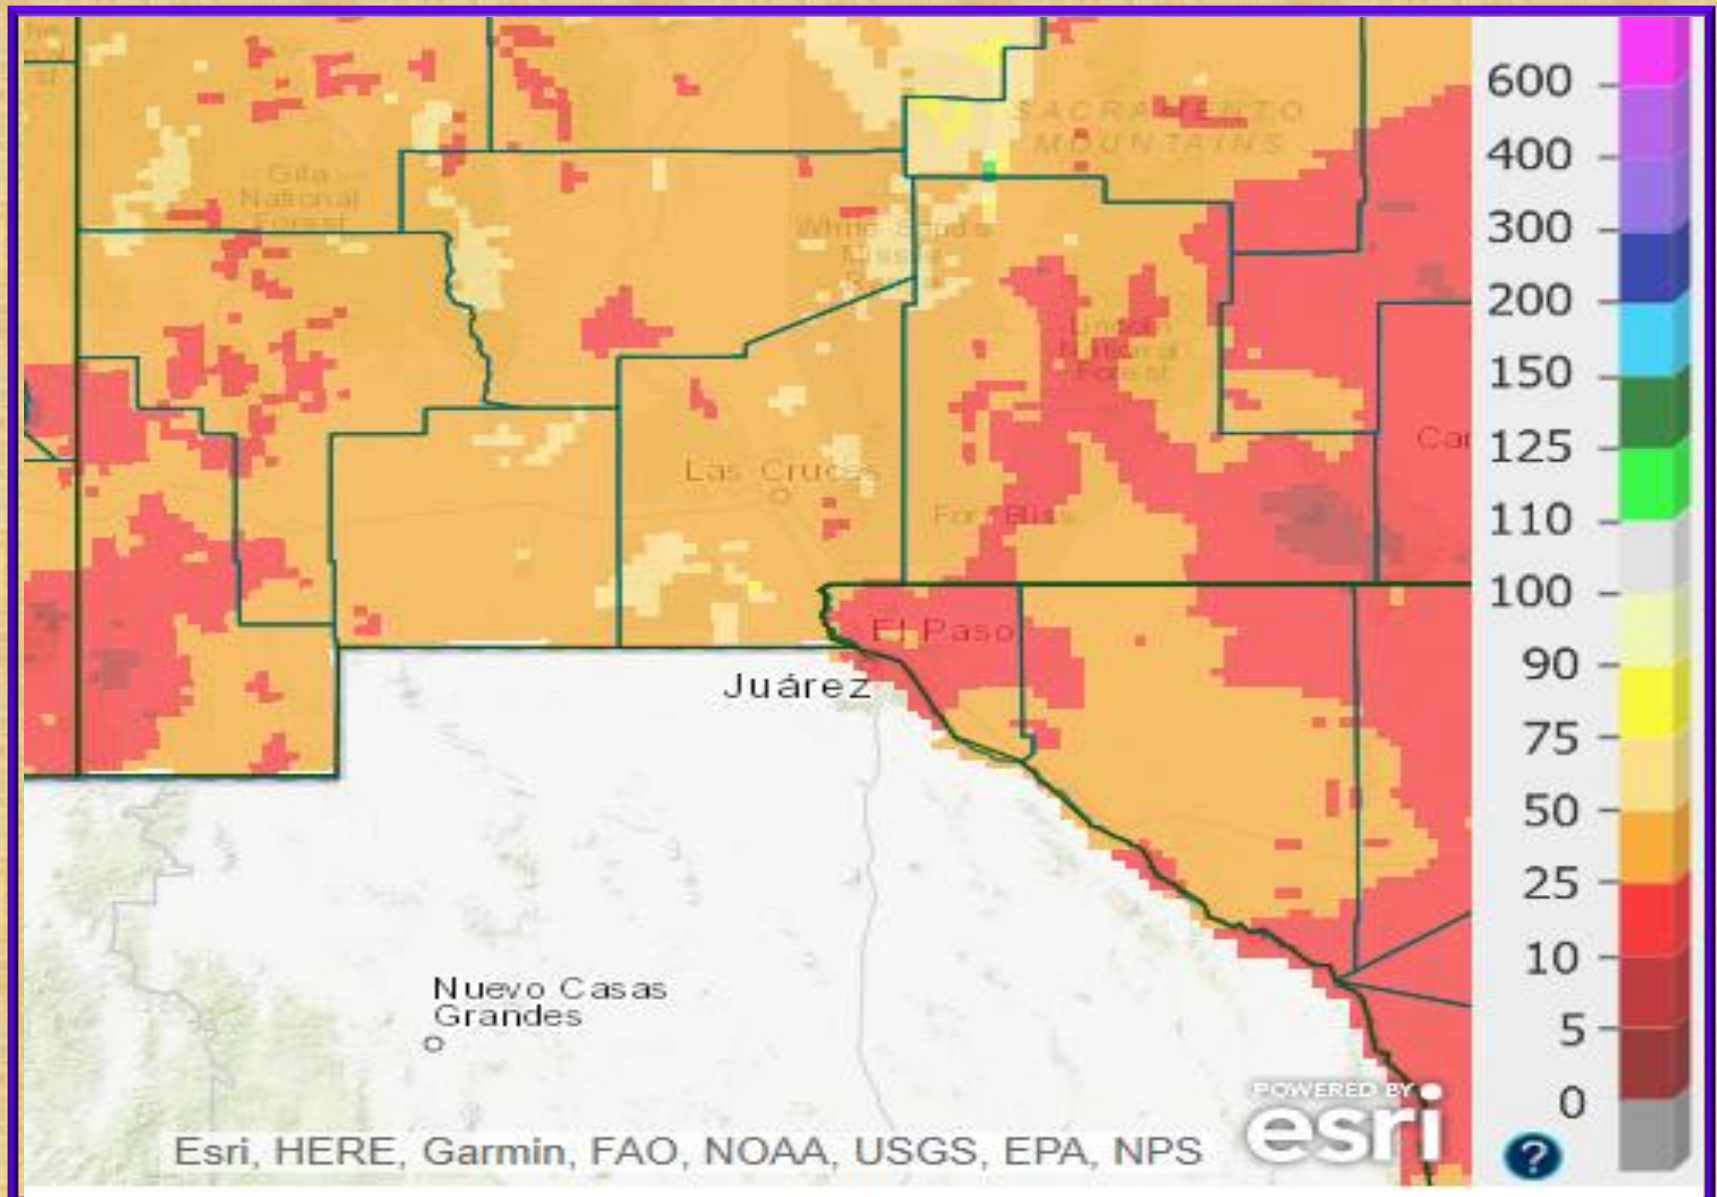 SACRAMENTO
MOUNTAINS
Gila
National
Forest
White Sands
Missile
Lincoln
National
Forest
Las Cruces
Fort Bliss
Car
El Paso
Juárez
Nuevo Casas
Grandes
POWERED BY
esri
Esri, HERE, Garmin, FAO, NOAA, USGS, EPA, NPS
600
400
300
200
150
125
110
100
90
75
50
25
10
5
0
?